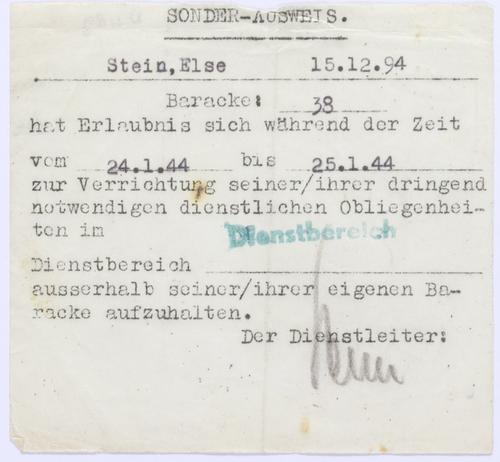 SONDER-AUSWEIS.
Stein, Else 15.12.94
Baracke: 38
hat Erlaubnis sich während der Zeit
vom 24.1.44 bis 25.1.44
zur Verrichtung seiner/ihrer dringend
notwendigen dienstlichen Obliegenhei-
ten im Dienstbereich
Dienstbereich
ausserhalb seiner/ihrer eigenen Ba-
racke aufzuhalten.
Der Dienstleiter: